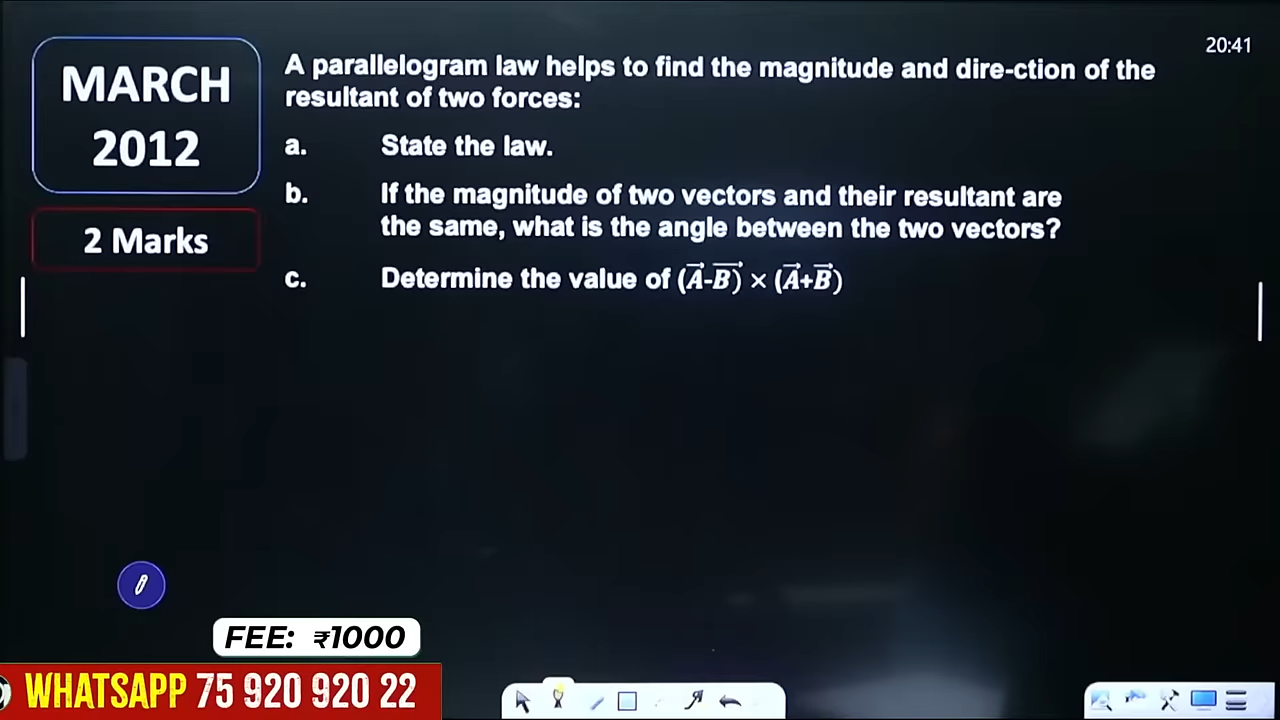 20:41
MARCH
2012
2 Marks
A parallelogram law helps to find the magnitude and dire-ction of the
resultant of two forces:
a. State the law.
b. If the magnitude of two vectors and their resultant are
the same, what is the angle between the two vectors?
c. Determine the value of (A⃗-B⃗) × (A⃗+B⃗)
FEE: ₹1000
WHATSAPP 75 920 920 22